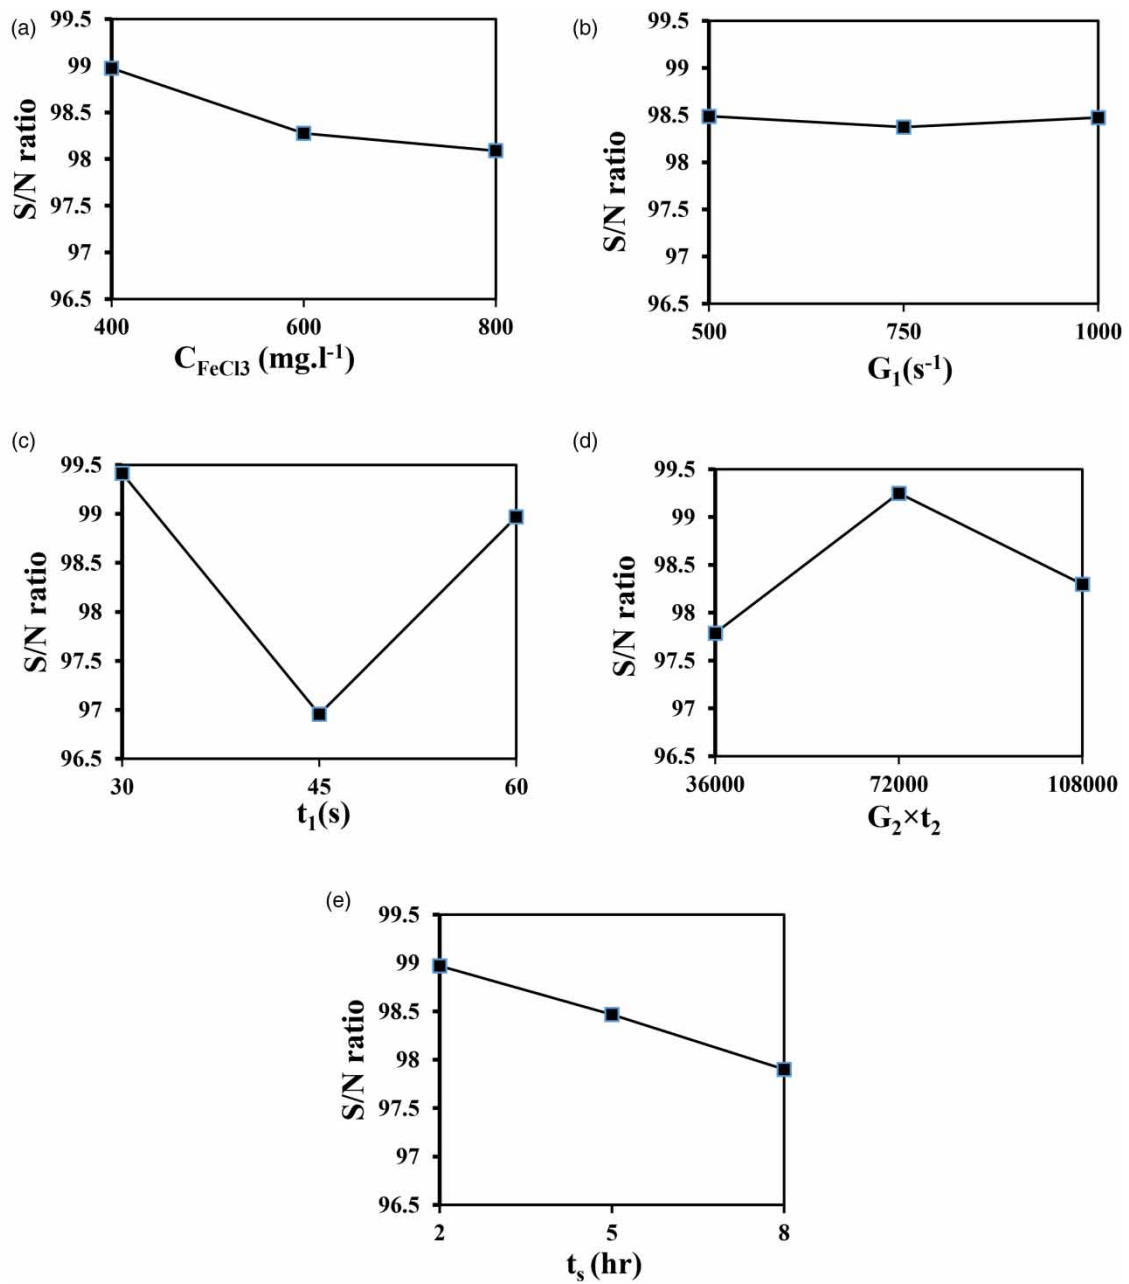 (a)
S/N ratio
99.5
99
98.5
98
97.5
97
96.5
400 600 800
C_FeCl3 (mg.l⁻¹)
(b)
S/N ratio
99.5
99
98.5
98
97.5
97
96.5
500 750 1000
G₁(s⁻¹)
(c)
S/N ratio
99.5
99
98.5
98
97.5
97
96.5
30 45 60
t₁(s)
(d)
S/N ratio
99.5
99
98.5
98
97.5
97
96.5
36000 72000 108000
G₂×t₂
(e)
S/N ratio
99.5
99
98.5
98
97.5
97
96.5
2 5 8
tₛ (hr)